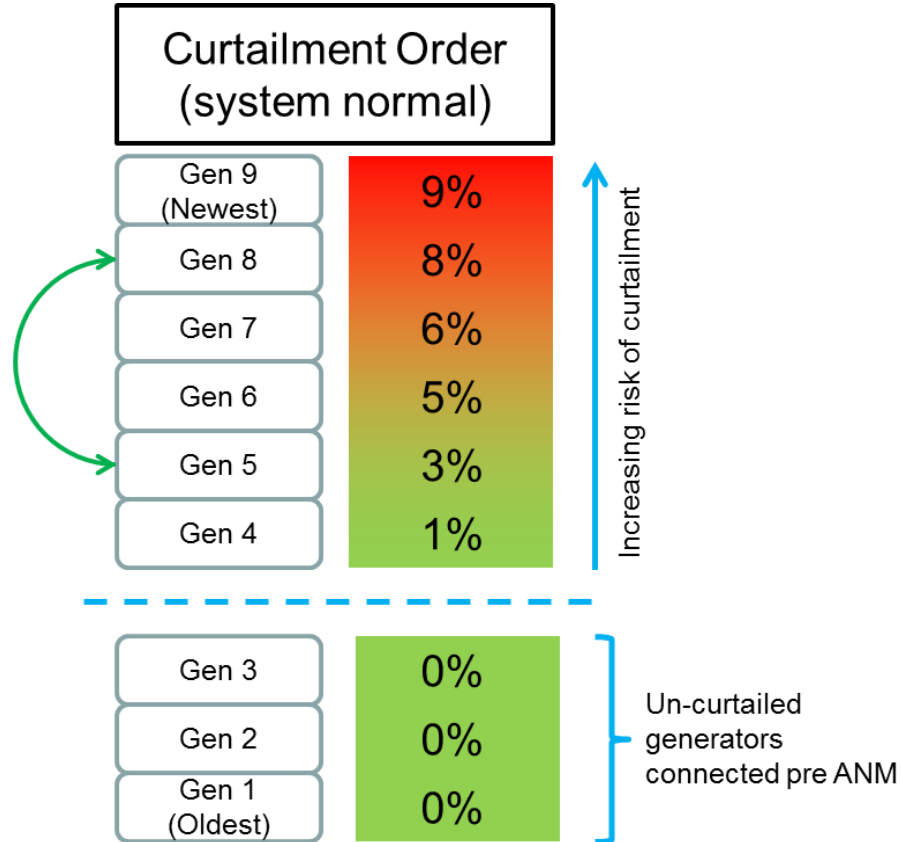 Curtailment Order
(system normal)
Gen 9
(Newest)
9%
Gen 8
8%
Gen 7
6%
Gen 6
5%
Gen 5
3%
Gen 4
1%
Increasing risk of curtailment
Gen 3
0%
Gen 2
0%
Gen 1
(Oldest)
0%
Un-curtailed
generators
connected pre ANM